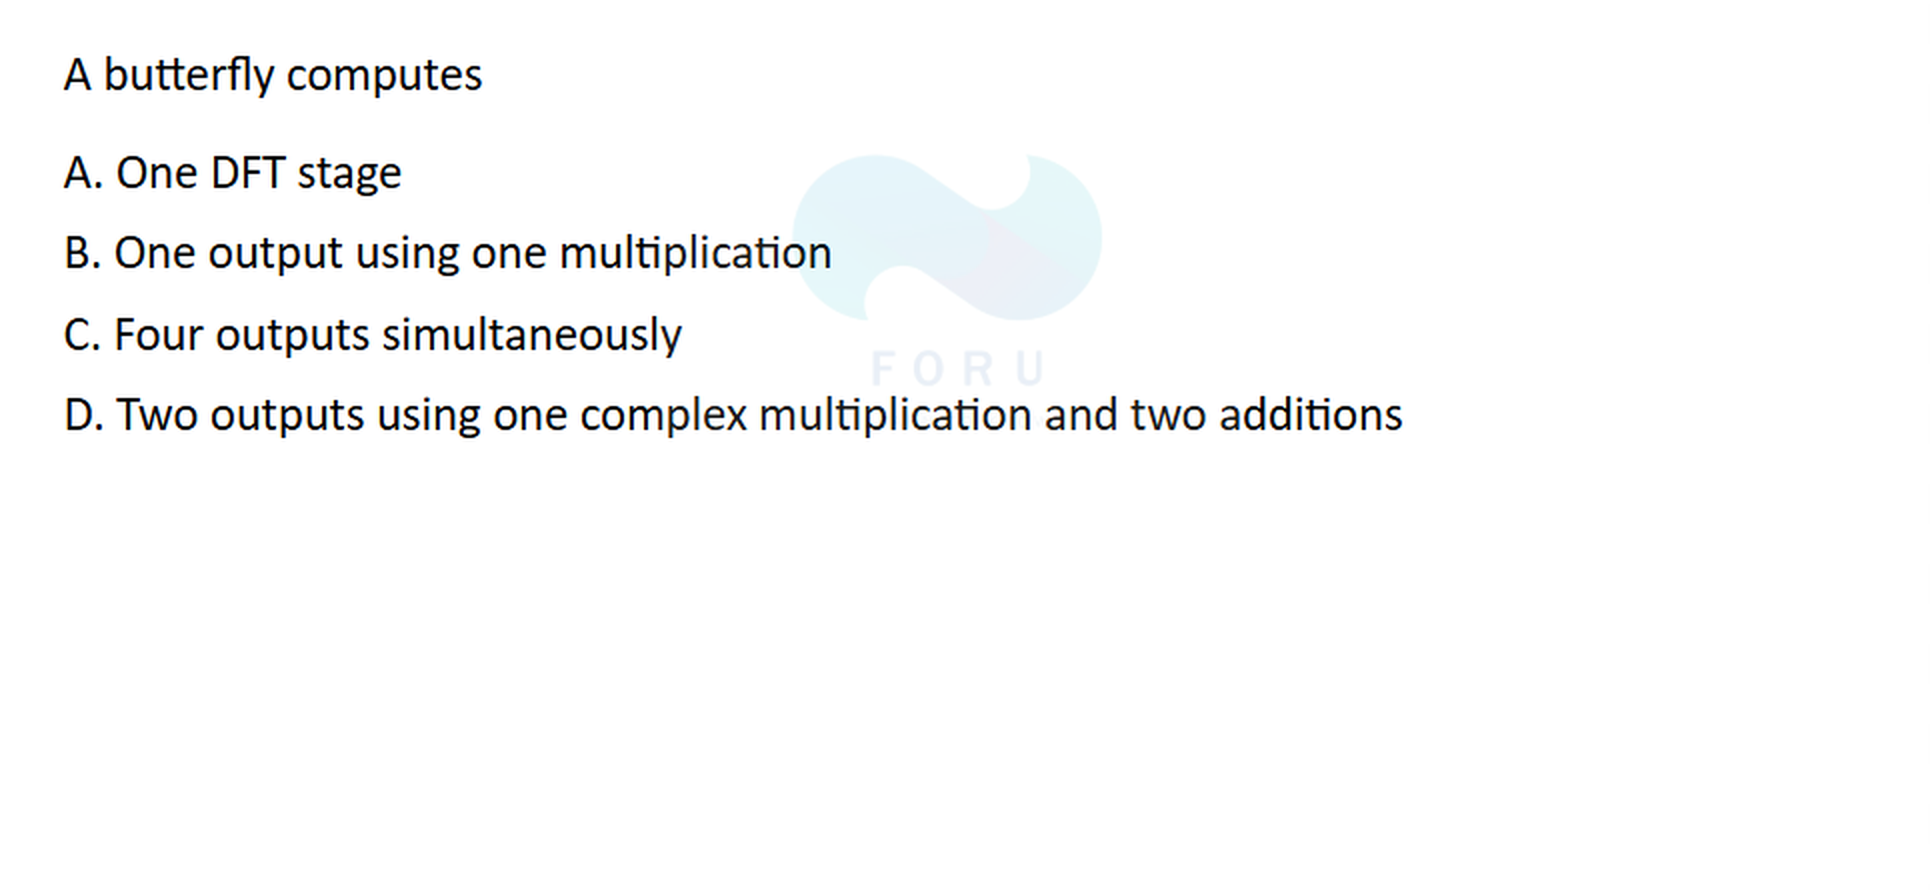 A butterfly computes
A. One DFT stage
B. One output using one multiplication
C. Four outputs simultaneously
FORU
D. Two outputs using one complex multiplication and two additions